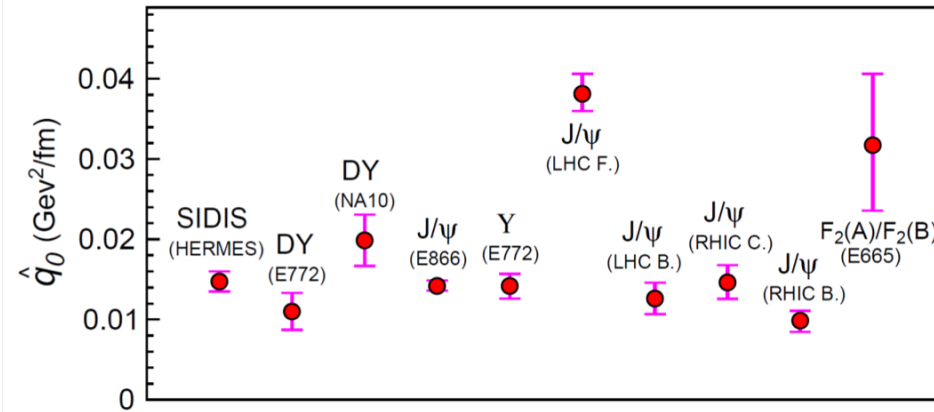 q̂₀ (Gev²/fm)
0.04
0.03
0.02
0.01
0
SIDIS
(HERMES)
DY
(E772)
DY
(NA10)
J/ψ
(E866)
Υ
(E772)
J/ψ
(LHC F.)
J/ψ
(LHC B.)
J/ψ
(RHIC C.)
J/ψ
(RHIC B.)
F₂(A)/F₂(B)
(E665)